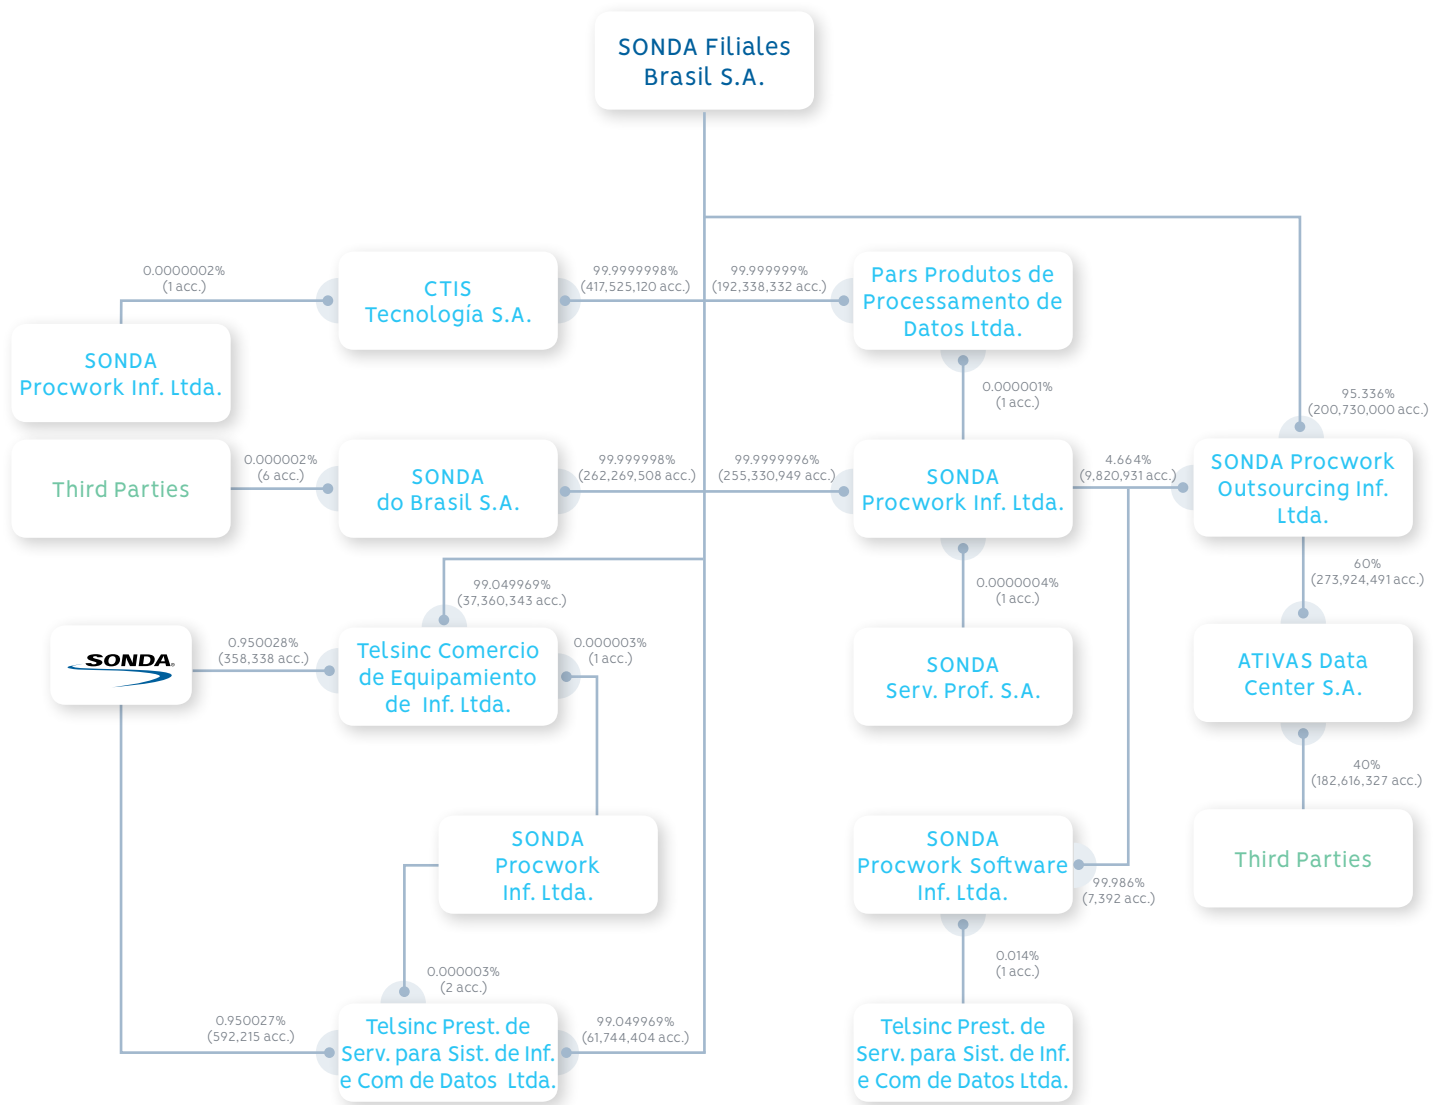 SONDA Filiales
Brasil S.A.
0.0000002%
(1 acc.)
CTIS
Tecnología S.A.
99.9999998%
(417,525,120 acc.)
99.999999%
(192,338,332 acc.)
Pars Produtos de
Procesamento de
Datos Ltda.
SONDA
Procwork Inf. Ltda.
0.000001%
(1 acc.)
95.336%
(200,730,000 acc.)
Third Parties
0.000002%
(6 acc.)
SONDA
do Brasil S.A.
99.999998%
(262,269,508 acc.)
99.9999996%
(255,330,949 acc.)
SONDA
Procwork Inf. Ltda.
4.664%
(9,820,931 acc.)
SONDA Procwork
Outsourcing Inf.
Ltda.
99.049969%
(37,360,343 acc.)
0.0000004%
(1 acc.)
60%
(273,924,491 acc.)
SONDA
0.950028%
(358,338 acc.)
Telsinc Comercio
de Equipamiento
de Inf. Ltda.
0.000003%
(1 acc.)
SONDA
Serv. Prof. S.A.
ATIVAS Data
Center S.A.
40%
(182,616,327 acc.)
SONDA
Procwork
Inf. Ltda.
SONDA
Procwork Software
Inf. Ltda.
99.986%
(7,392 acc.)
Third Parties
0.000003%
(2 acc.)
0.014%
(1 acc.)
0.950027%
(592,215 acc.)
Telsinc Prest. de
Serv. para Sist. de Inf.
e Com de Datos Ltda.
99.049969%
(61,744,404 acc.)
Telsinc Prest. de
Serv. para Sist. de Inf.
e Com de Datos Ltda.